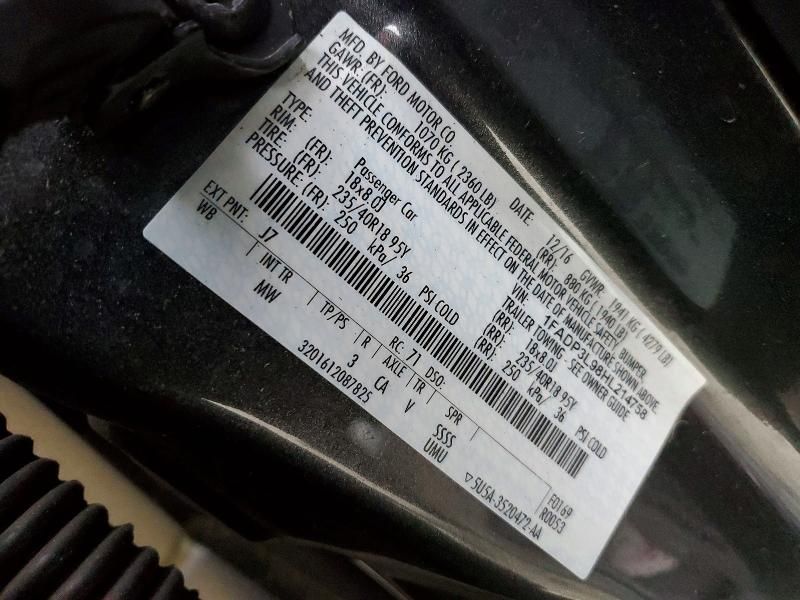 MFD. BY FORD MOTOR CO. DATE: 12/16 GVWR: 1941 KG ( 4279 LB)
GAWR: (FR): 1070 KG ( 2360 LB) (RR): 880 KG ( 1940 LB)
THIS VEHICLE CONFORMS TO ALL APPLICABLE FEDERAL MOTOR VEHICLE SAFETY, BUMPER,
AND THEFT PREVENTION STANDARDS IN EFFECT ON THE DATE OF MANUFACTURE SHOWN ABOVE.
VIN: 1FADP3L98HL214758
TYPE: Passenger Car TRAILER TOWING - SEE OWNER GUIDE
RIM: (FR): 18x8.0J (RR): 18x8.0J
TIRE: (FR): 235/40R18 95Y (RR): 235/40R18 95Y
PRESSURE: (FR): 250 kPa/ 36 PSI COLD (RR): 250 kPa/ 36 PSI COLD
EXT PNT: J7 RC: 71 DSO: F0169
WB INT TR TP/PS R AXLE TR SPR R0053
MW 3 CA V SSSS
3201612087825 UMU ▽5U5A-3520472-AA